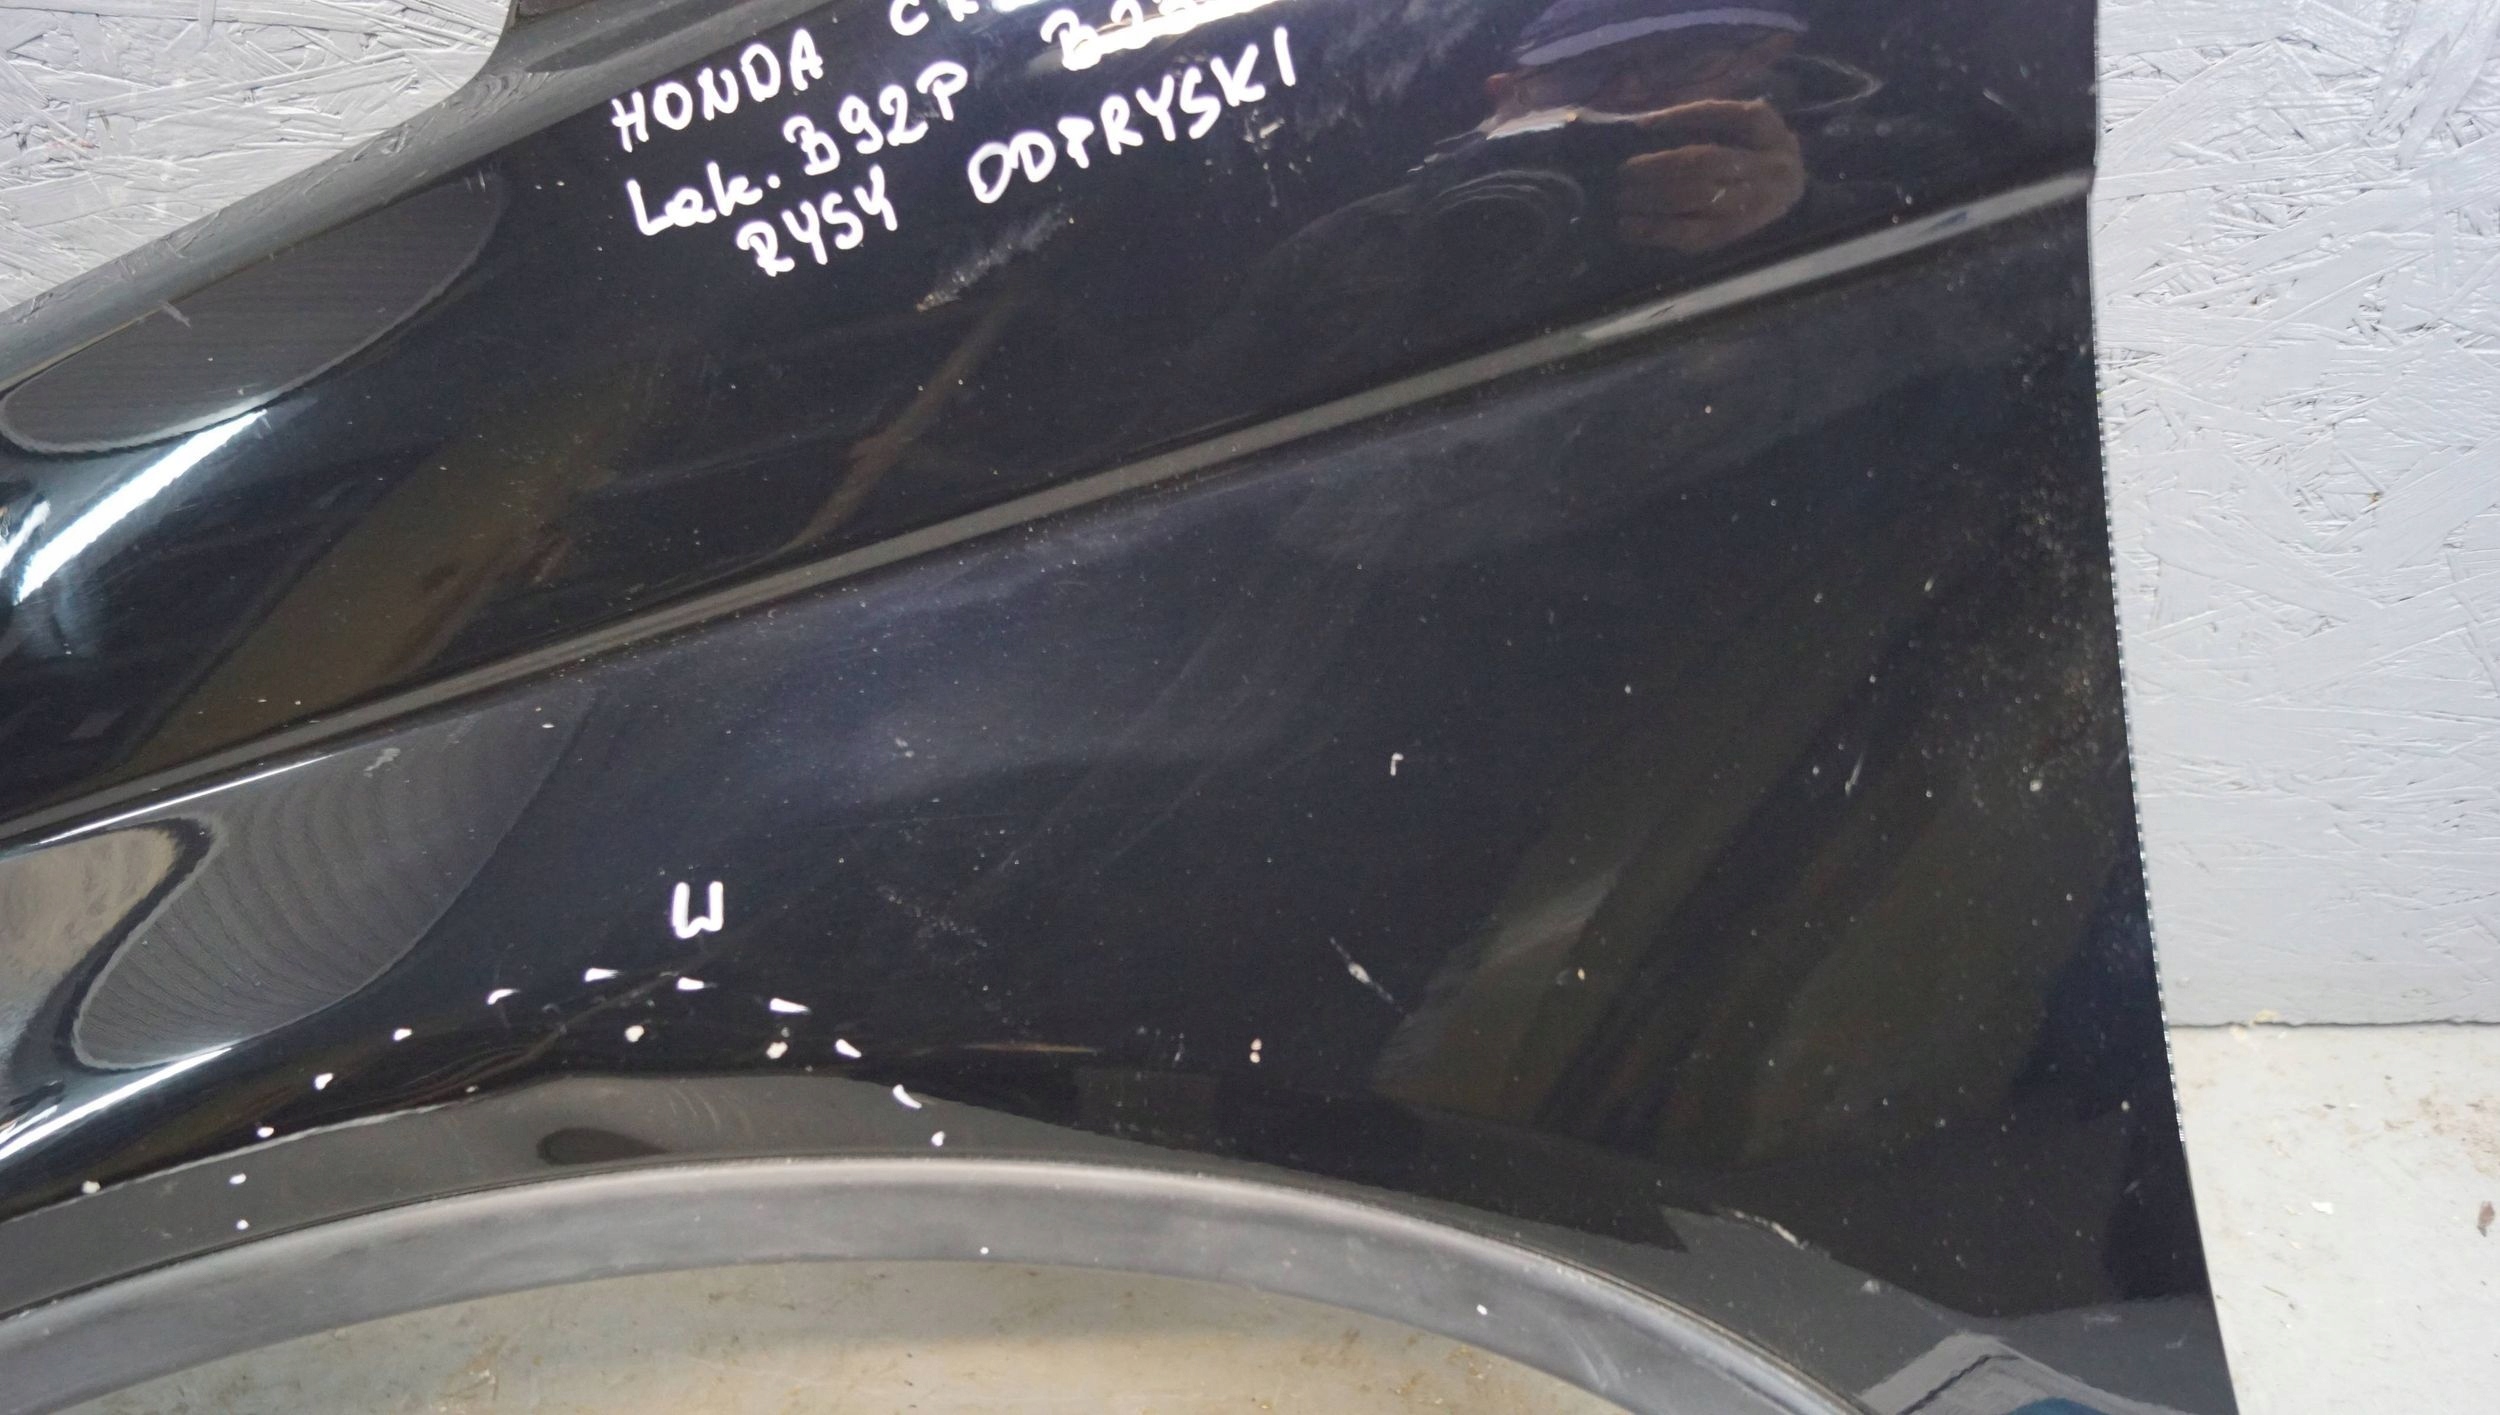 HONDA
Lak. B92P
RYSY ODPRYSKI
W